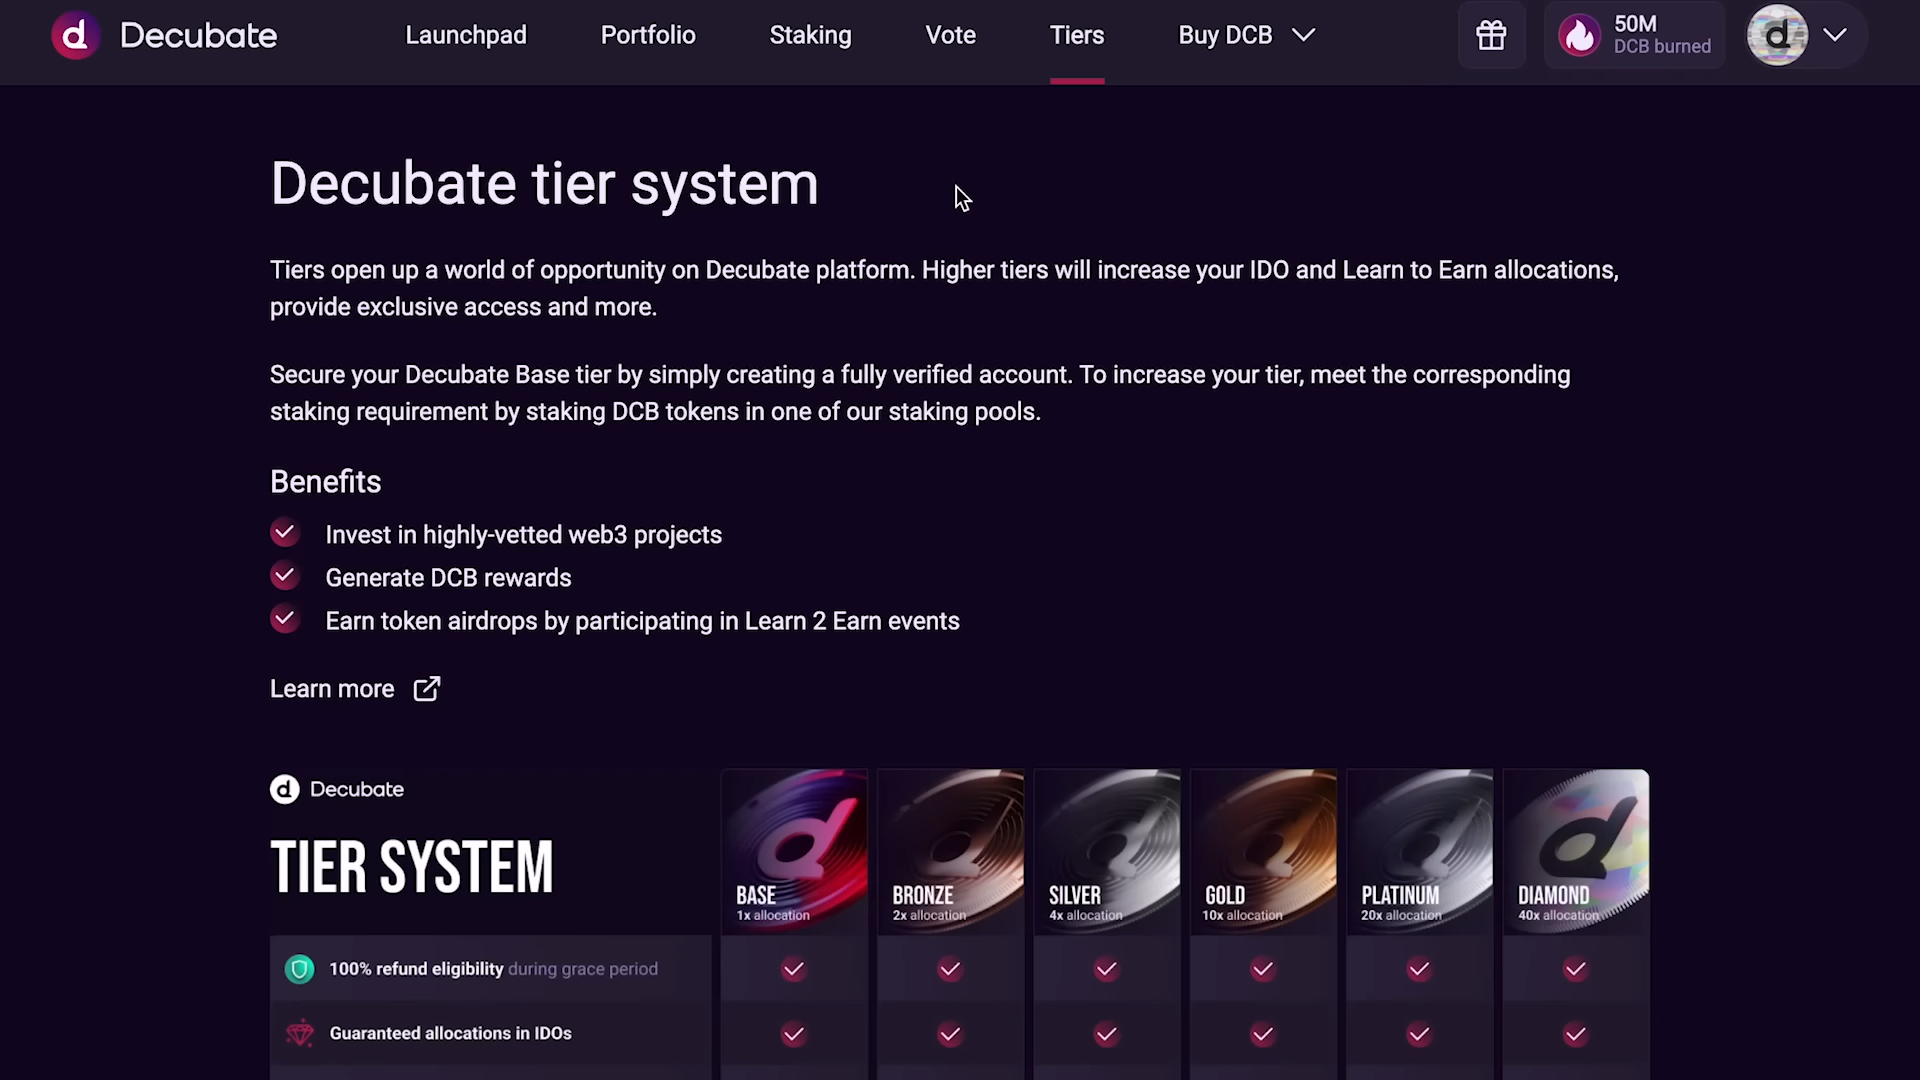 Decubate
Launchpad
Portfolio
Staking
Vote
Tiers
Buy DCB
50M
DCB burned
Decubate tier system
Tiers open up a world of opportunity on Decubate platform. Higher tiers will increase your IDO and Learn to Earn allocations,
provide exclusive access and more.
Secure your Decubate Base tier by simply creating a fully verified account. To increase your tier, meet the corresponding
staking requirement by staking DCB tokens in one of our staking pools.
Benefits
Invest in highly-vetted web3 projects
Generate DCB rewards
Earn token airdrops by participating in Learn 2 Earn events
Learn more
Decubate
TIER SYSTEM
BASE
1x allocation
BRONZE
2x allocation
SILVER
4x allocation
GOLD
10x allocation
PLATINUM
20x allocation
DIAMOND
40x allocation
100% refund eligibility during grace period
Guaranteed allocations in IDOs